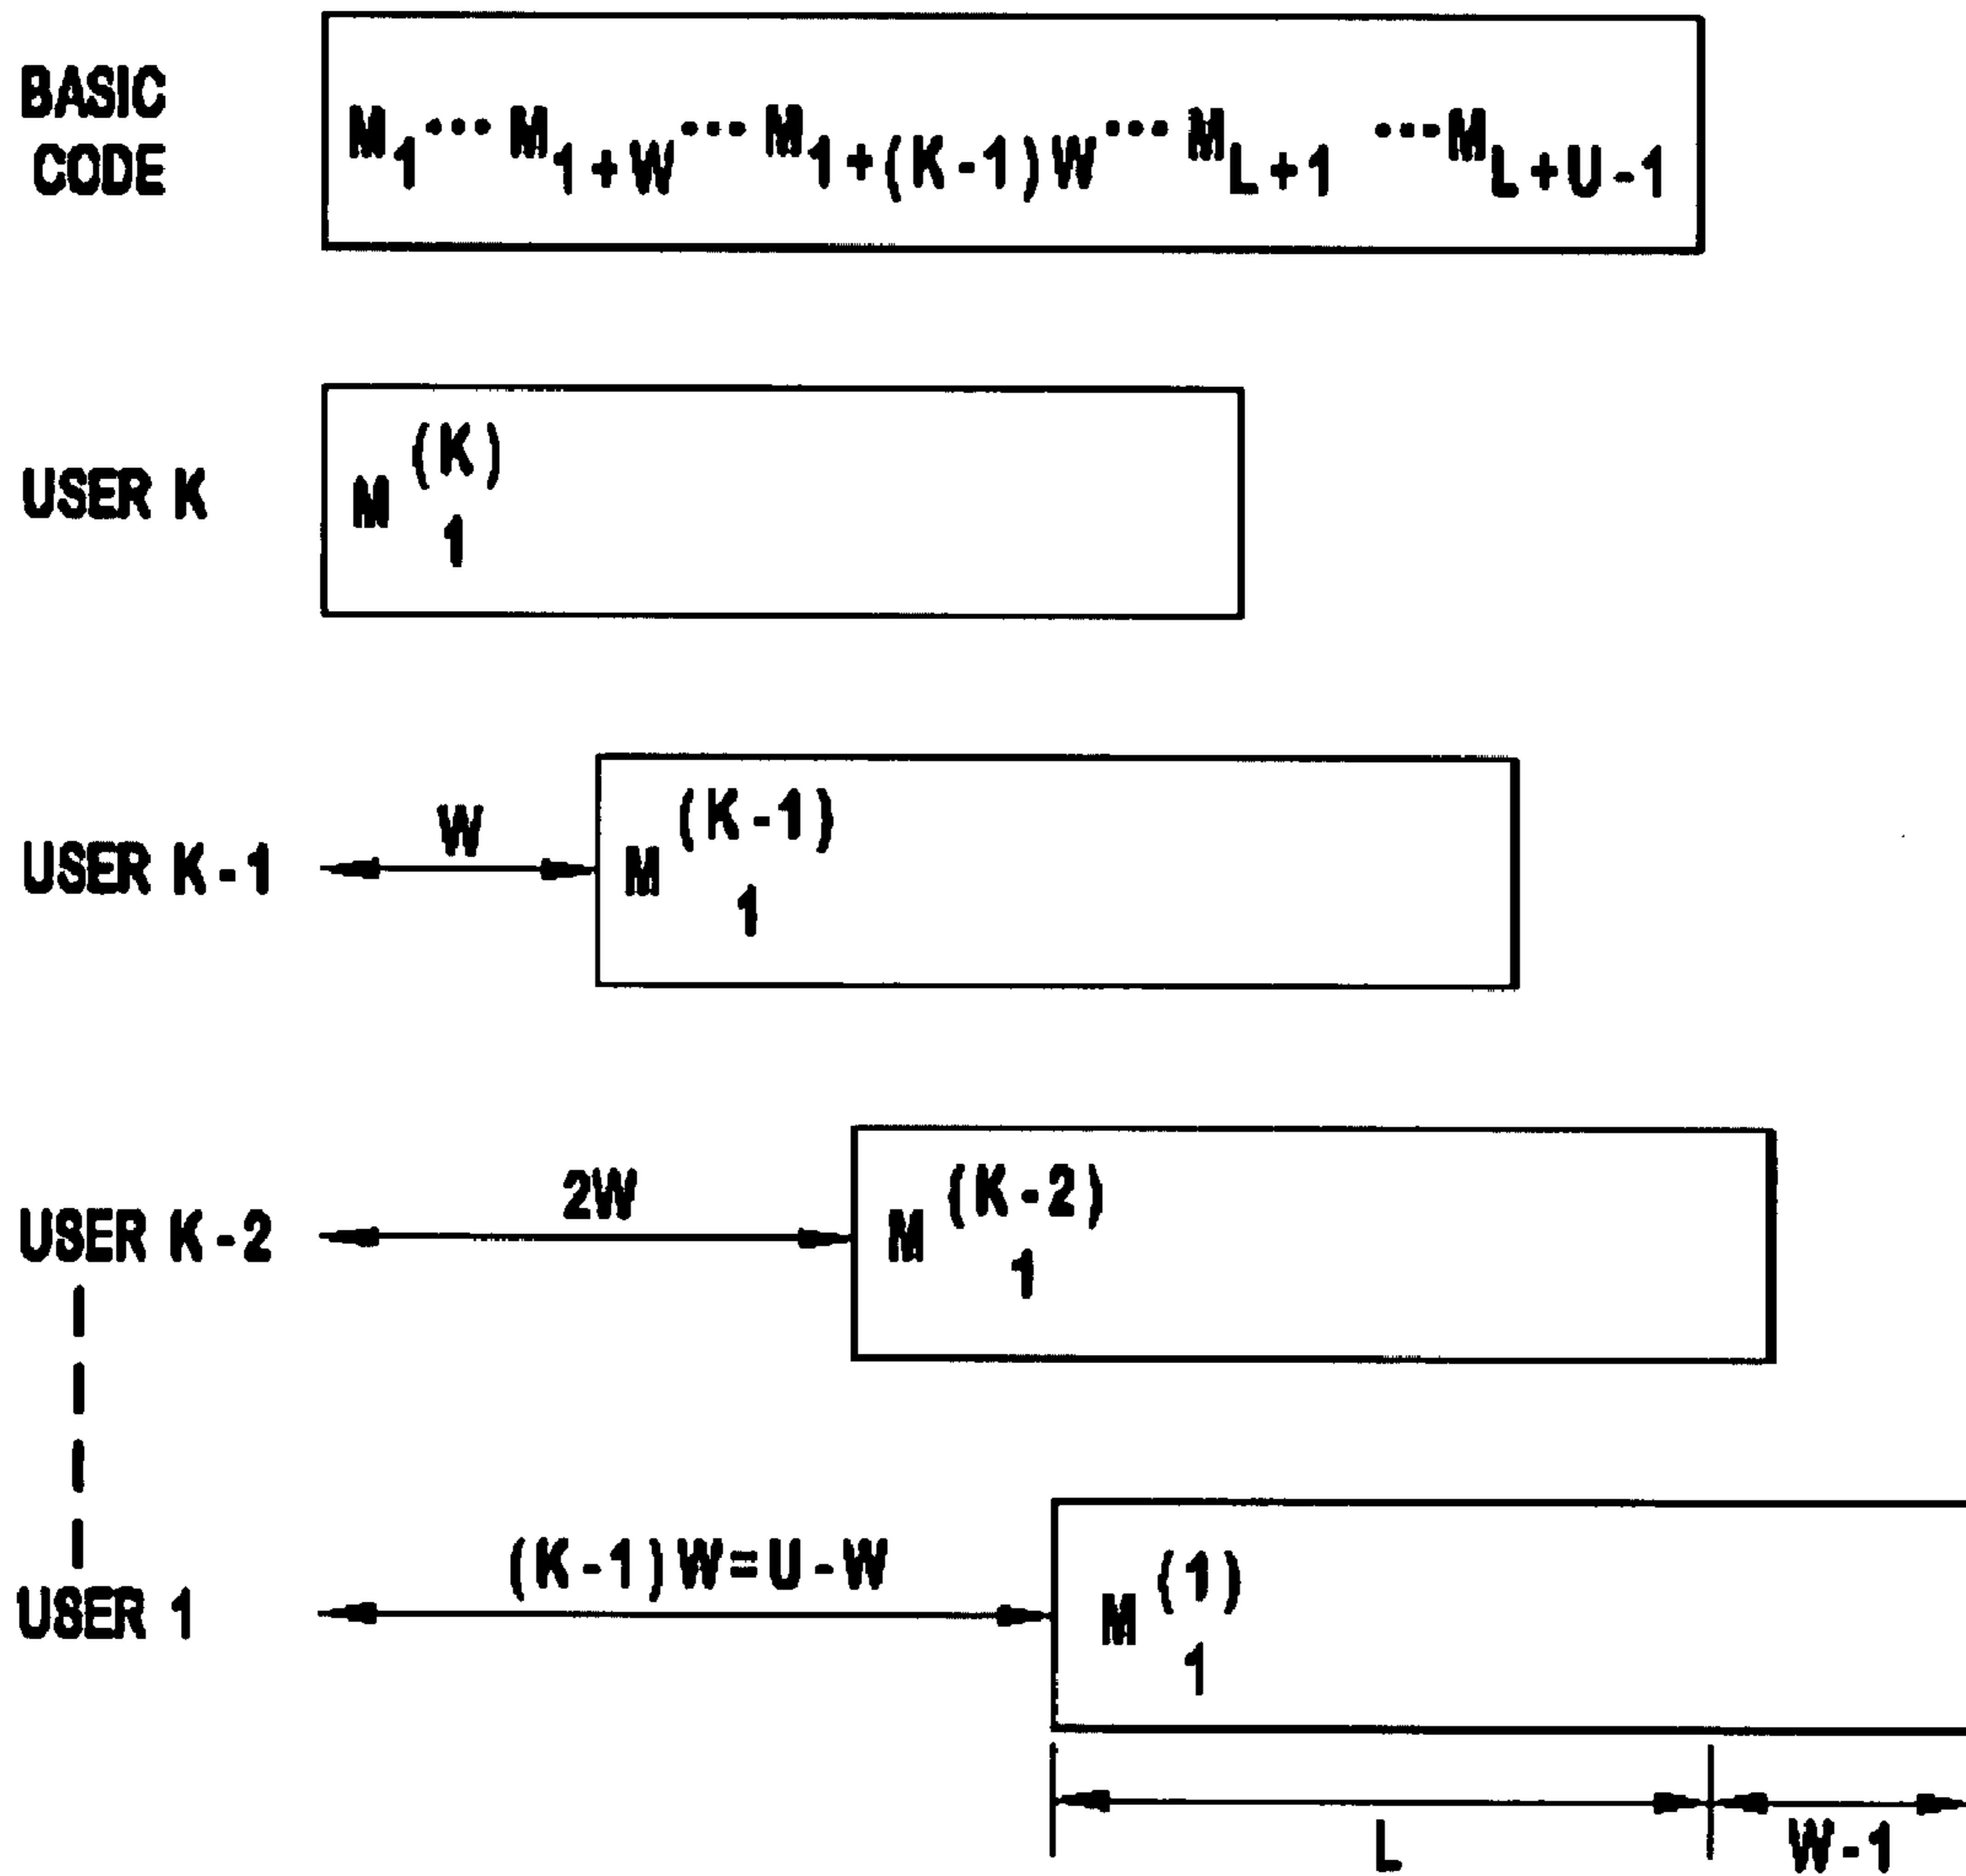 BASIC
CODE
M1 ••• M1+W ••• M1+(K-1)W ••• ML+1 ••• ML+U-1
USER K
M(K)1
USER K-1
W
M(K-1)1
USER K-2
2W
M(K-2)1
USER 1
(K-1)W=U-W
M(1)1
L
W-1